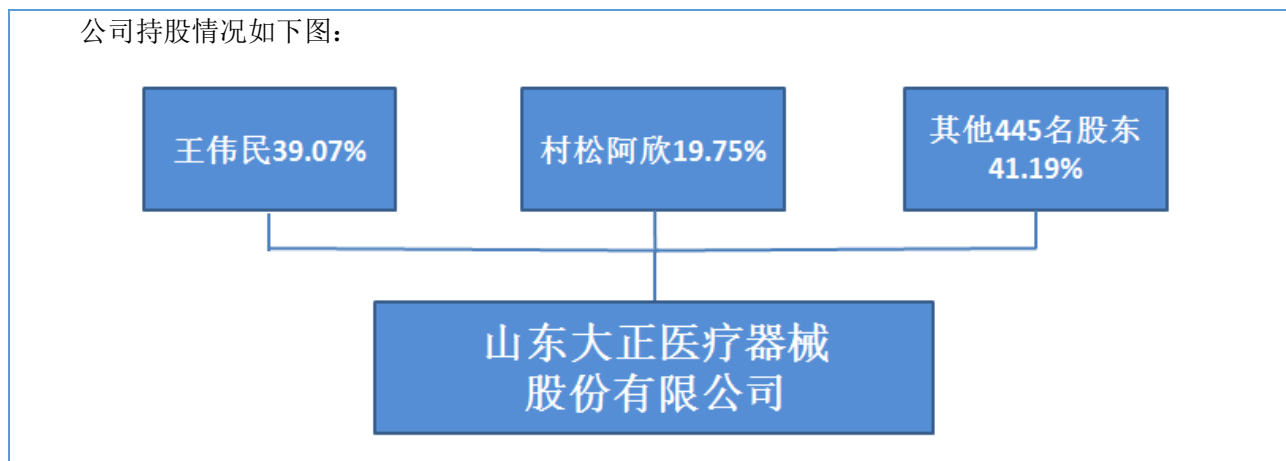 公司持股情况如下图：
王伟民39.07%
村松阿欣19.75%
其他445名股东
41.19%
山东大正医疗器械
股份有限公司